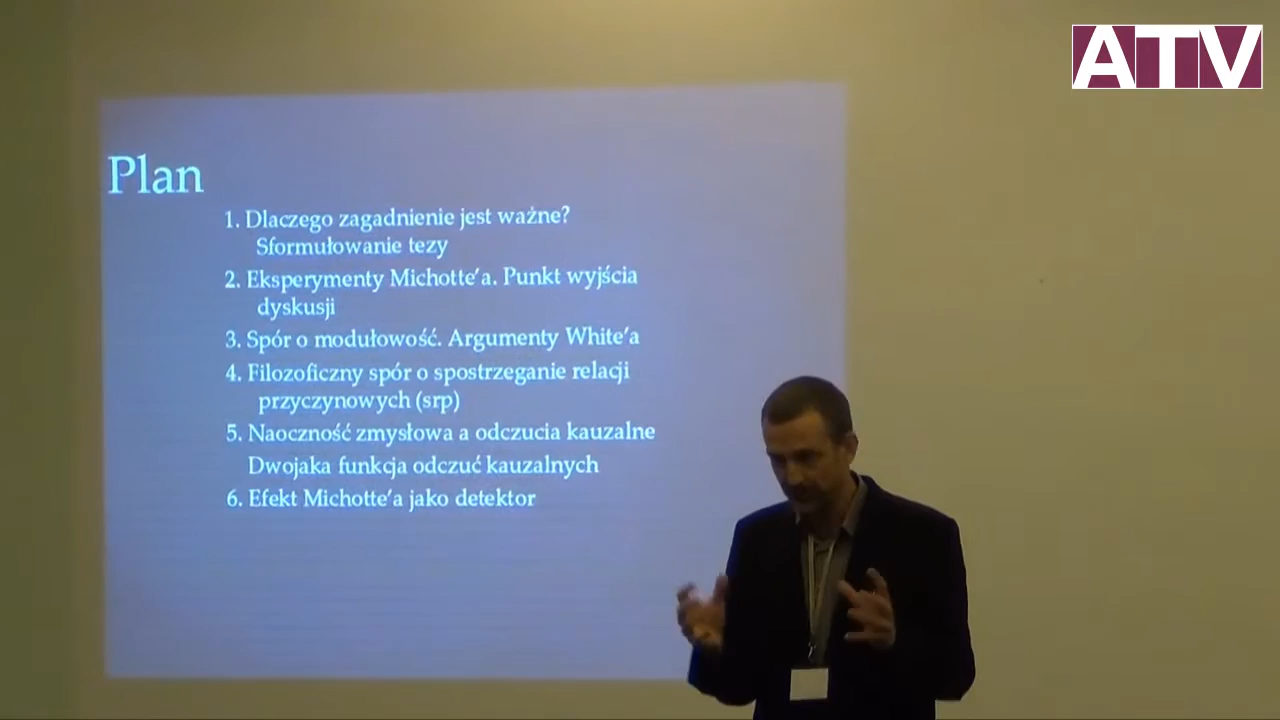 ATV
Plan
1. Dlaczego zagadnienie jest ważne?
Sformułowanie tezy
2. Eksperymenty Michotte'a. Punkt wyjścia
dyskusji
3. Spór o modułowość. Argumenty White'a
4. Filozoficzny spór o spostrzeganie relacji
przyczynowych (srp)
5. Naoczność zmysłowa a odczucia kauzalne
Dwojaka funkcja odczuć kauzalnych
6. Efekt Michotte'a jako detektor